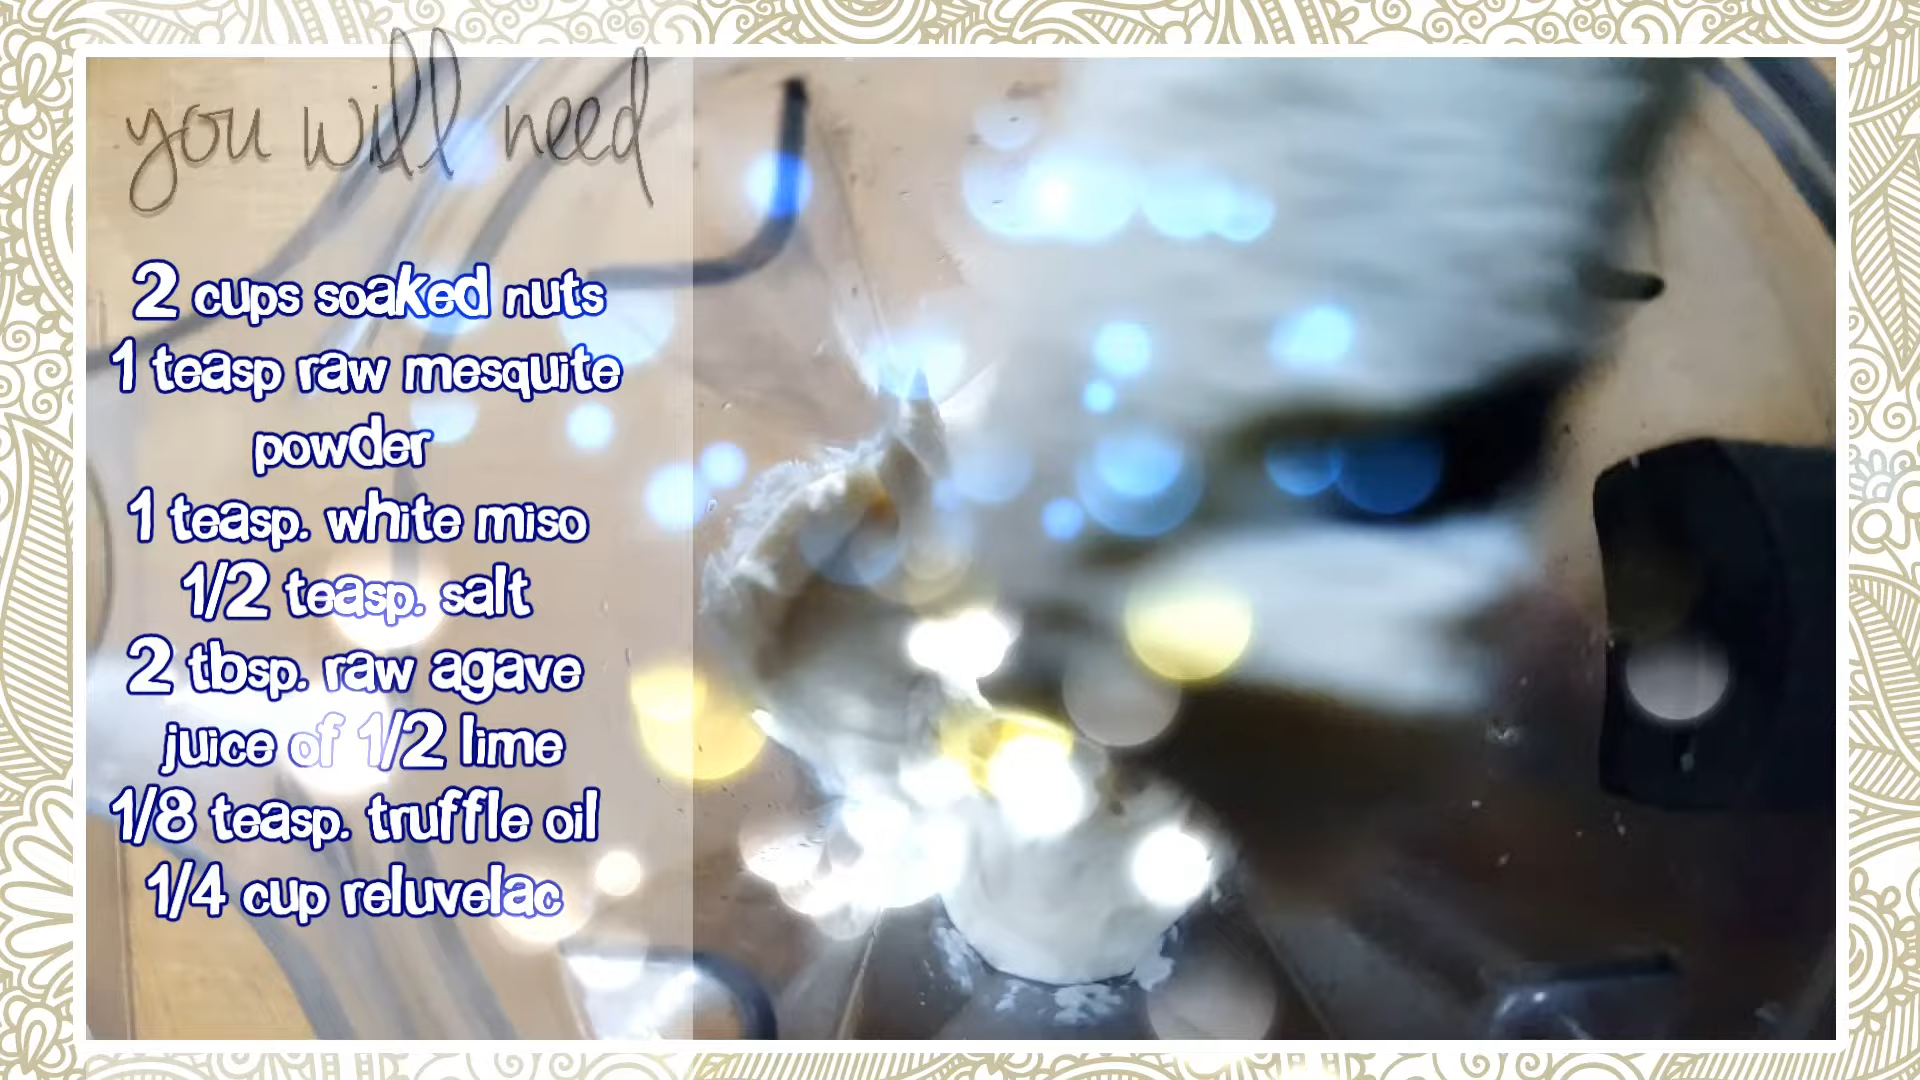 you will need
2 cups soaked nuts
1 teasp raw mesquite
powder
1 teasp. white miso
1/2 teasp. salt
2 tbsp. raw agave
juice of 1/2 lime
1/8 teasp. truffle oil
1/4 cup reluvelac